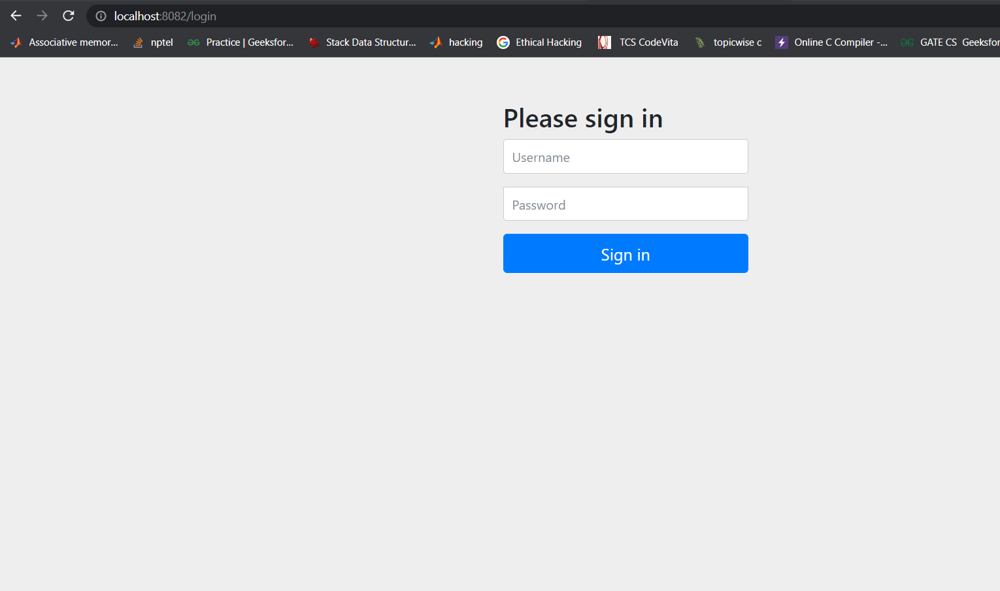 localhost:8082/login
Associative memor... nptel Practice | Geeksfor... Stack Data Structur... hacking Ethical Hacking TCS CodeVita topicwise c Online C Compiler -... GATE CS Geeksfor
Please sign in
Username
Password
Sign in